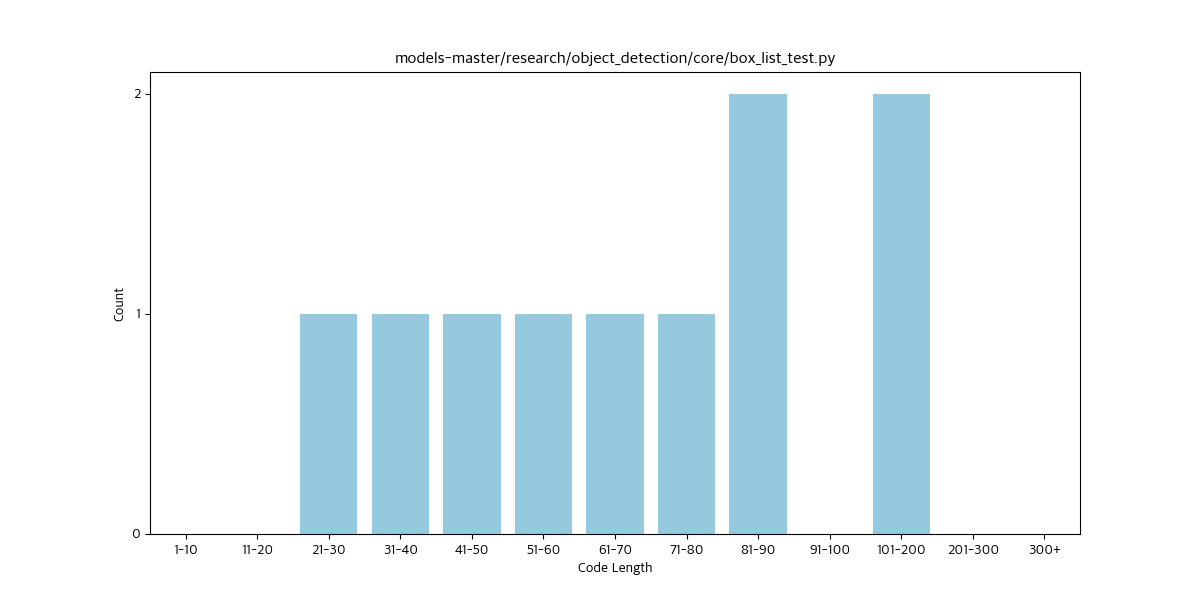 models-master/research/object_detection/core/box_list_test.py
Count
2
1
0
1-10 11-20 21-30 31-40 41-50 51-60 61-70 71-80 81-90 91-100 101-200 201-300 300+
Code Length